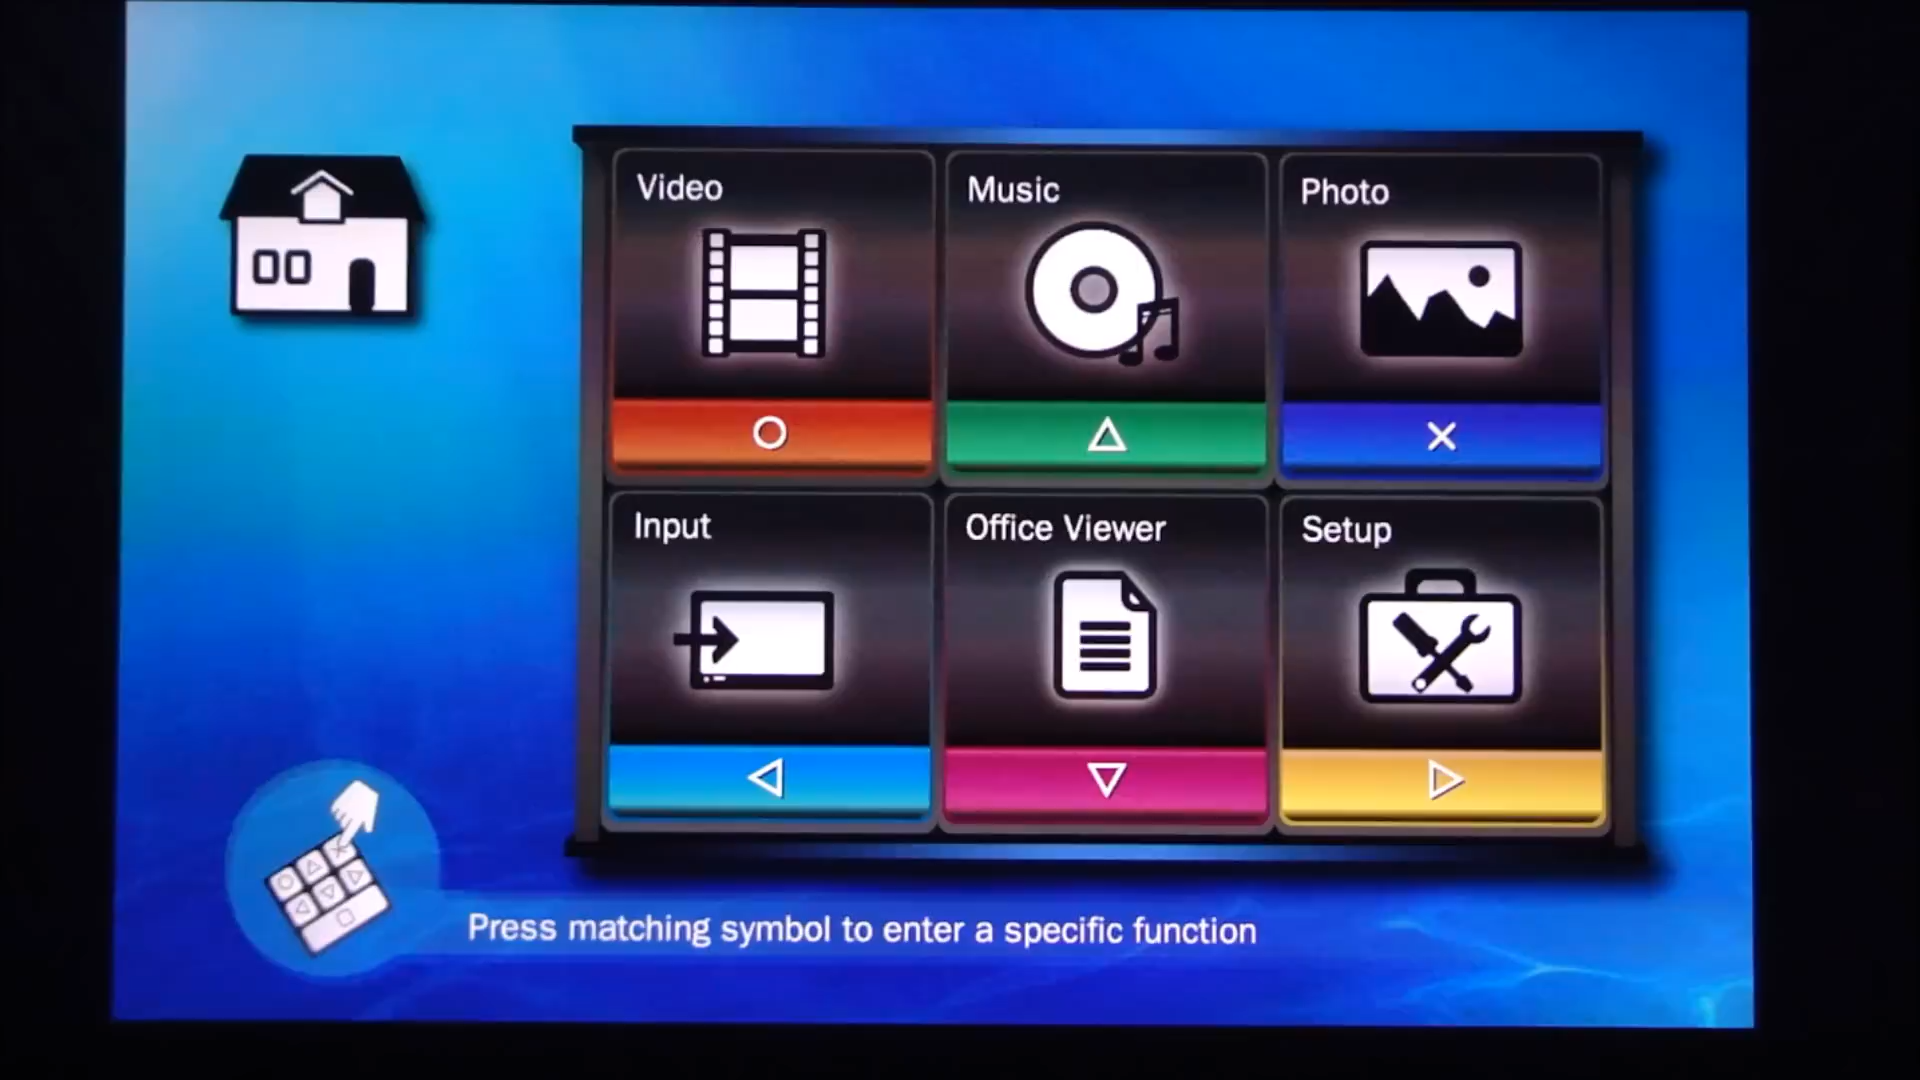 Video
Music
Photo
Input
Office Viewer
Setup
Press matching symbol to enter a specific function